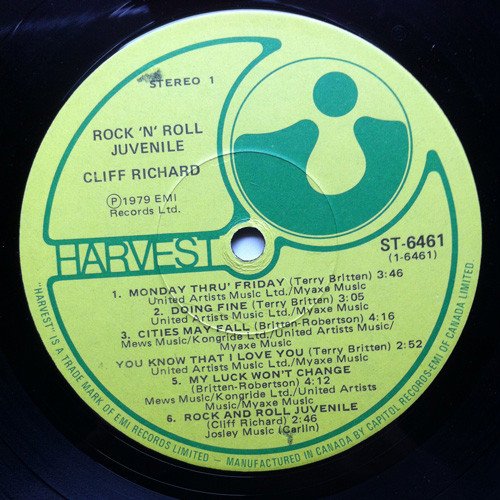 STEREO 1
ROCK 'N' ROLL
JUVENILE
CLIFF RICHARD
Ⓟ 1979 EMI
Records Ltd.
HARVEST
ST-6461
(1-6461)
1. MONDAY THRU' FRIDAY (Terry Britten) 3:46
United Artists Music Ltd./Myaxe Music
2. DOING FINE (Terry Britten) 3:05
United Artists Music Ltd./Myaxe Music
3. CITIES MAY FALL (Britten-Robertson) 4:16
Mews Music/Kongride Ltd./United Artists Music/
Myaxe Music
YOU KNOW THAT I LOVE YOU (Terry Britten) 2:52
United Artists Music Ltd./Myaxe Music
5. MY LUCK WON'T CHANGE
(Britten-Robertson) 4:12
Mews Music/Kongride Ltd./United Artists
Music/Myaxe Music
6. ROCK AND ROLL JUVENILE
(Cliff Richard) 2:46
Josley Music (Carlin)
"HARVEST" IS A TRADE MARK OF EMI RECORDS LIMITED – MANUFACTURED IN CANADA BY CAPITOL RECORDS-EMI OF CANADA LIMITED.